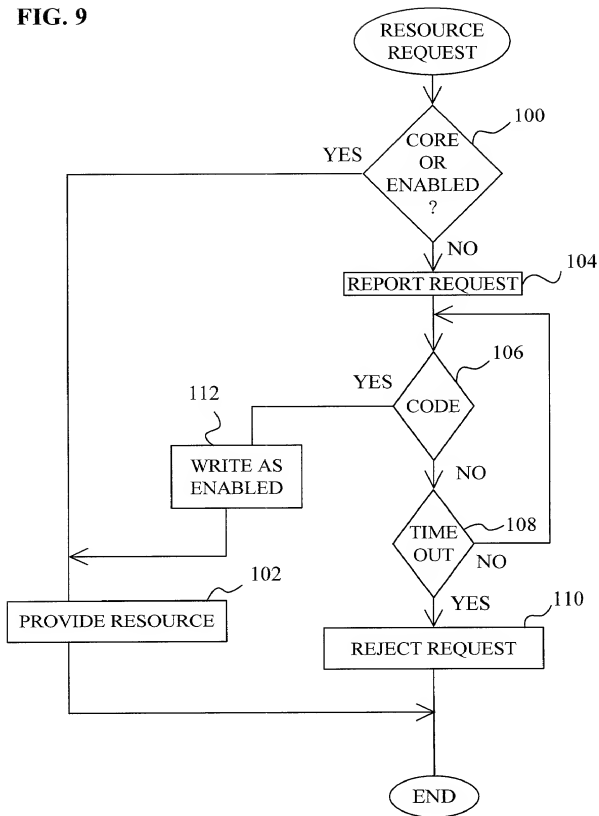 FIG. 9
RESOURCE
REQUEST
100
CORE
OR
ENABLED
?
YES
NO
REPORT REQUEST
104
106
YES
CODE
112
WRITE AS
ENABLED
NO
108
TIME
OUT
NO
102
YES
110
PROVIDE RESOURCE
REJECT REQUEST
END